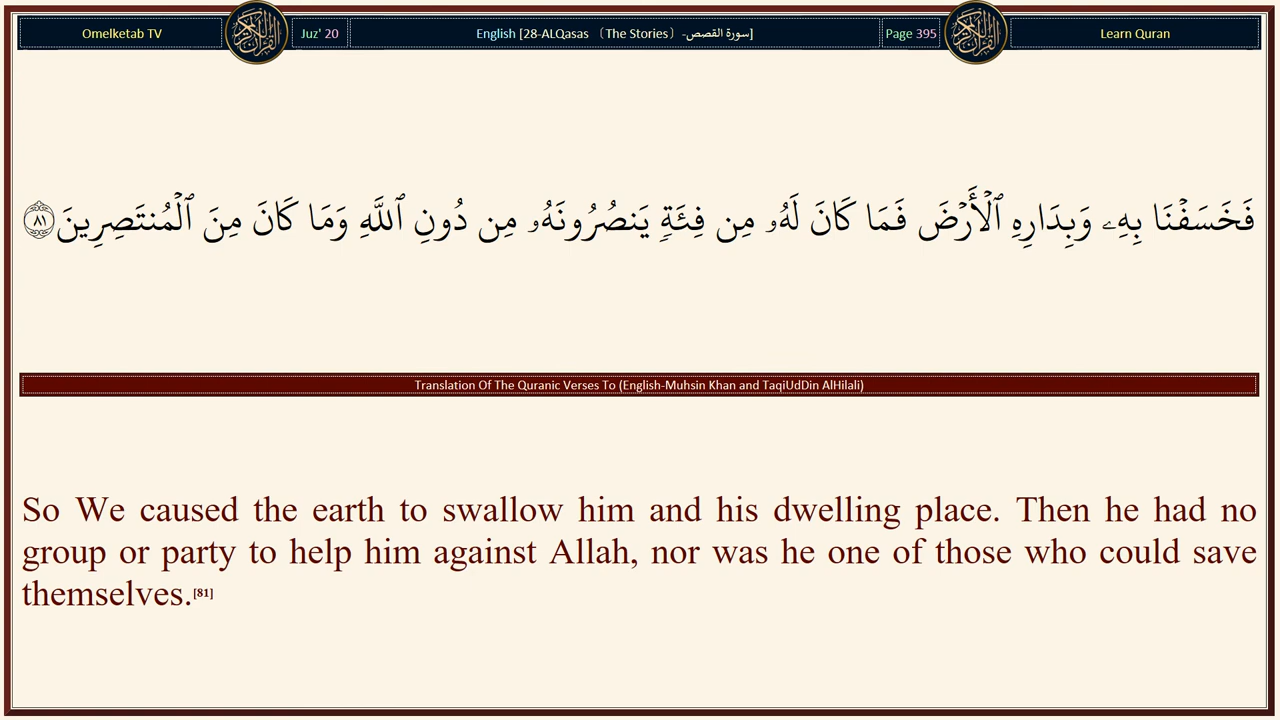 Omelketab TV
Juz' 20
English [28-ALQasas （The Stories） -سورة القصص]
Page 395
Learn Quran
فَخَسَفْنَا بِهِۦ وَبِدَارِهِ ٱلْأَرْضَ فَمَا كَانَ لَهُۥ مِن فِئَةٍۢ يَنصُرُونَهُۥ مِن دُونِ ٱللَّهِ وَمَا كَانَ مِنَ ٱلْمُنتَصِرِينَ ٨١
Translation Of The Quranic Verses To (English-Muhsin Khan and TaqiUdDin AlHilali)
So We caused the earth to swallow him and his dwelling place. Then he had no
group or party to help him against Allah, nor was he one of those who could save
themselves.[81]